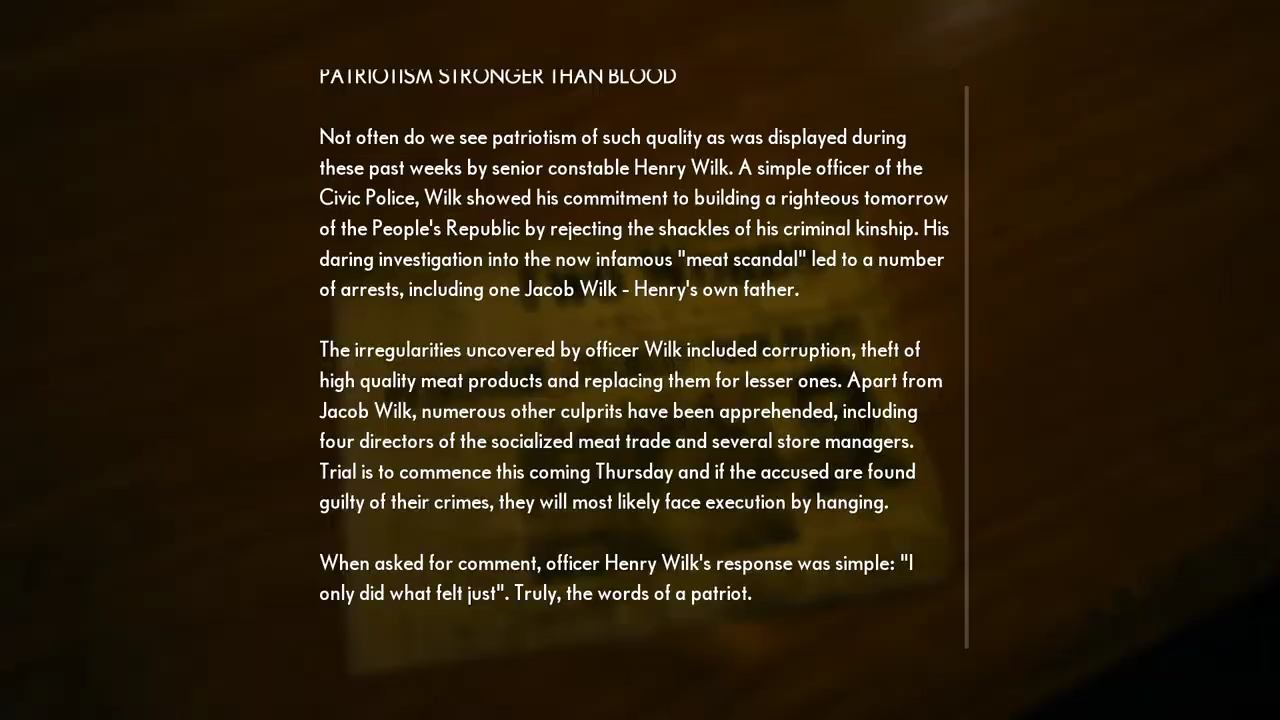 PATRIOTISM STRONGER THAN BLOOD
Not often do we see patriotism of such quality as was displayed during
these past weeks by senior constable Henry Wilk. A simple officer of the
Civic Police, Wilk showed his commitment to building a righteous tomorrow
of the People's Republic by rejecting the shackles of his criminal kinship. His
daring investigation into the now infamous "meat scandal" led to a number
of arrests, including one Jacob Wilk - Henry's own father.
The irregularities uncovered by officer Wilk included corruption, theft of
high quality meat products and replacing them for lesser ones. Apart from
Jacob Wilk, numerous other culprits have been apprehended, including
four directors of the socialized meat trade and several store managers.
Trial is to commence this coming Thursday and if the accused are found
guilty of their crimes, they will most likely face execution by hanging.
When asked for comment, officer Henry Wilk's response was simple: "I
only did what felt just". Truly, the words of a patriot.